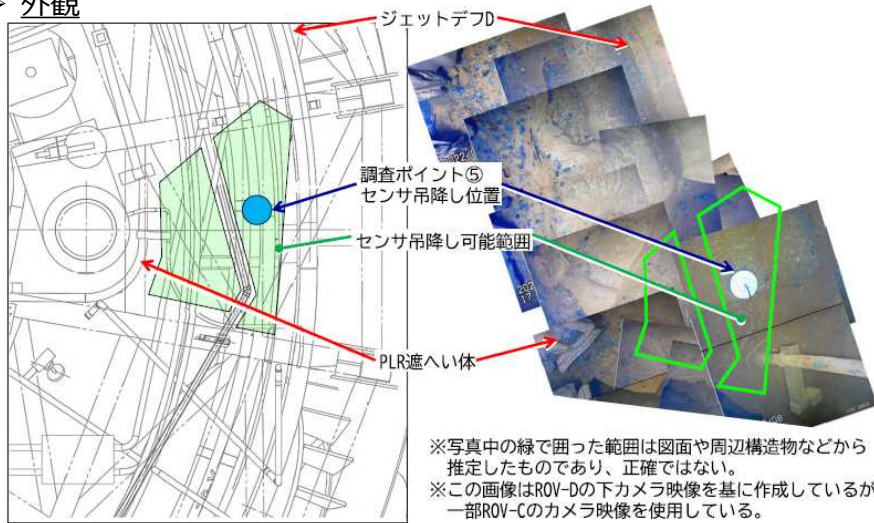 外観
ジェットデフD
調査ポイント⑤
センサ吊降し位置
センサ吊降し可能範囲
PLR遮へい体
※写真中の緑で囲った範囲は図面や周辺構造物などから
推定したものであり、正確ではない。
※この画像はROV-Dの下カメラ映像を基に作成しているが
一部ROV-Cのカメラ映像を使用している。